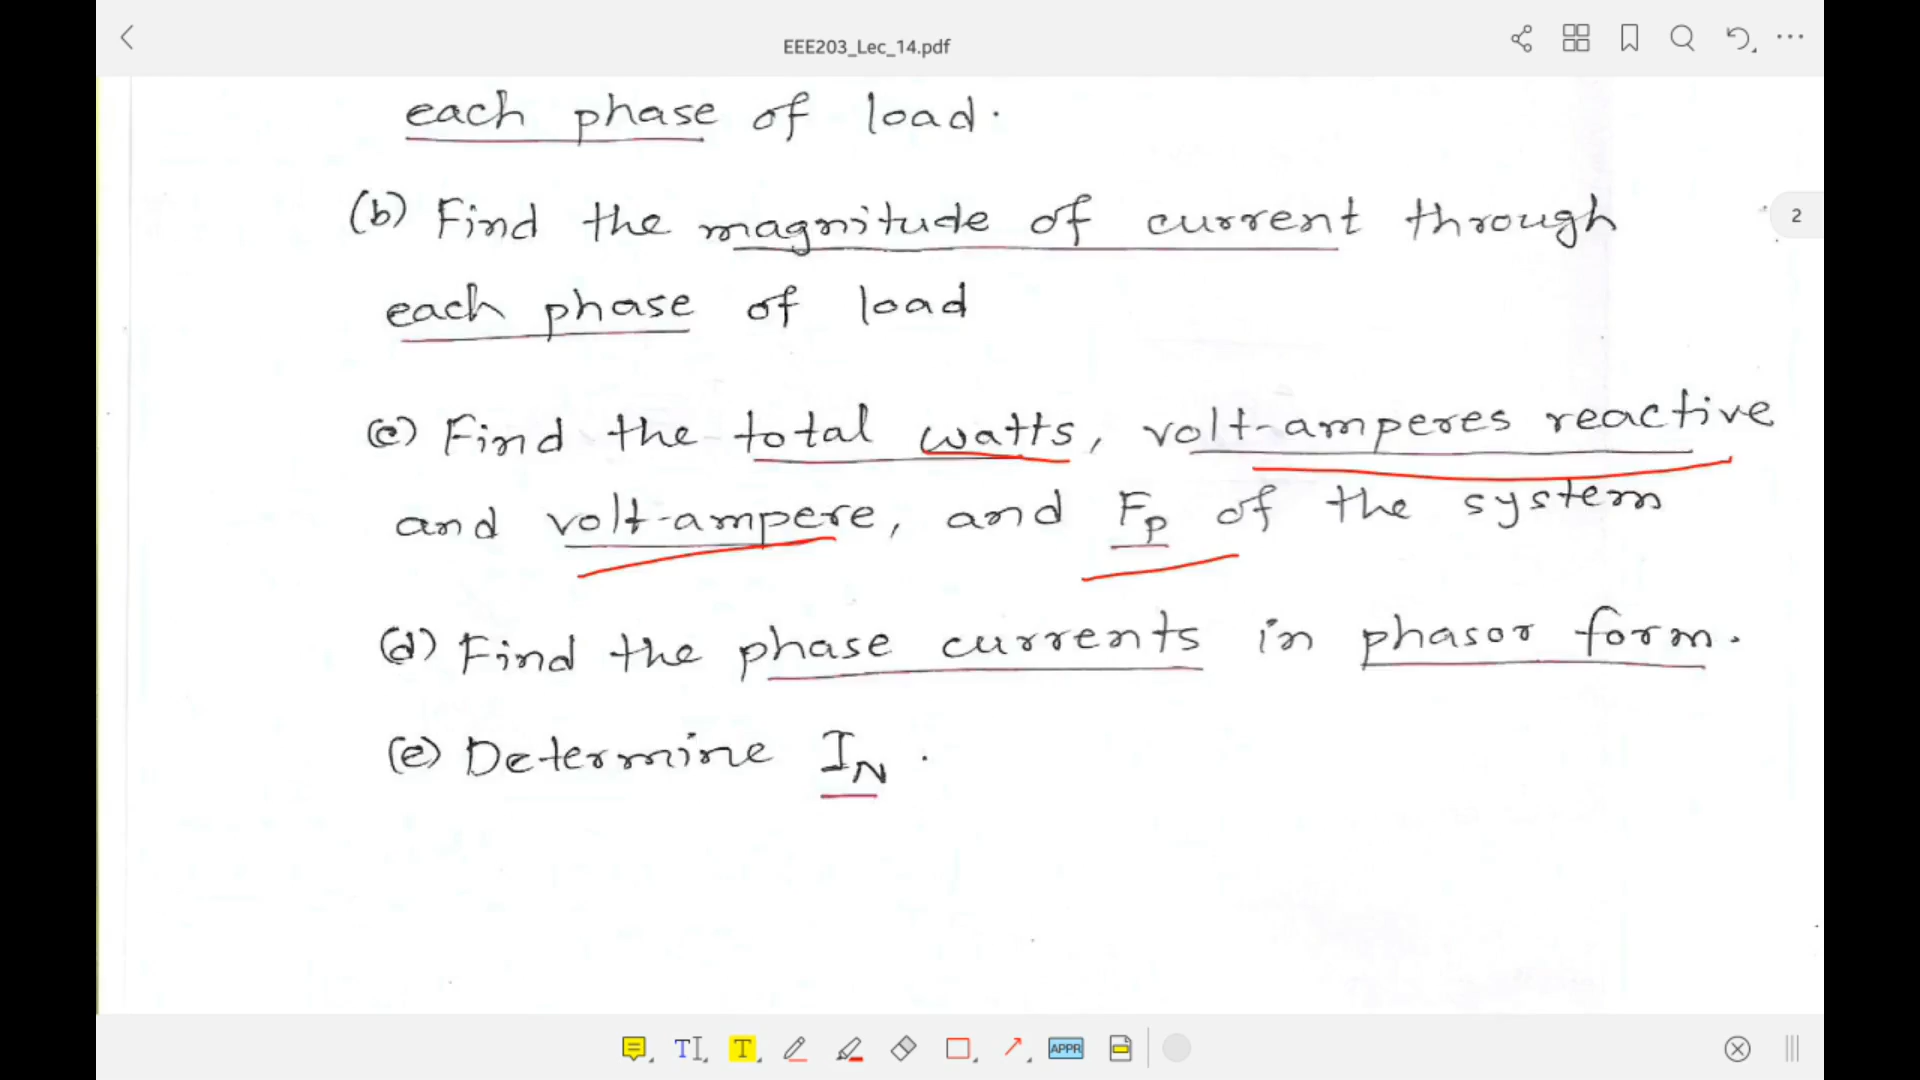 EEE203_Lec_14.pdf
each phase of load.
(b) Find the magnitude of current through
2
each phase of load
(c) Find the total watts, volt-amperes reactive
and volt-ampere, and Fp of the system
(d) Find the phase currents in phasor form.
(e) Determine IN.
TI T APPR